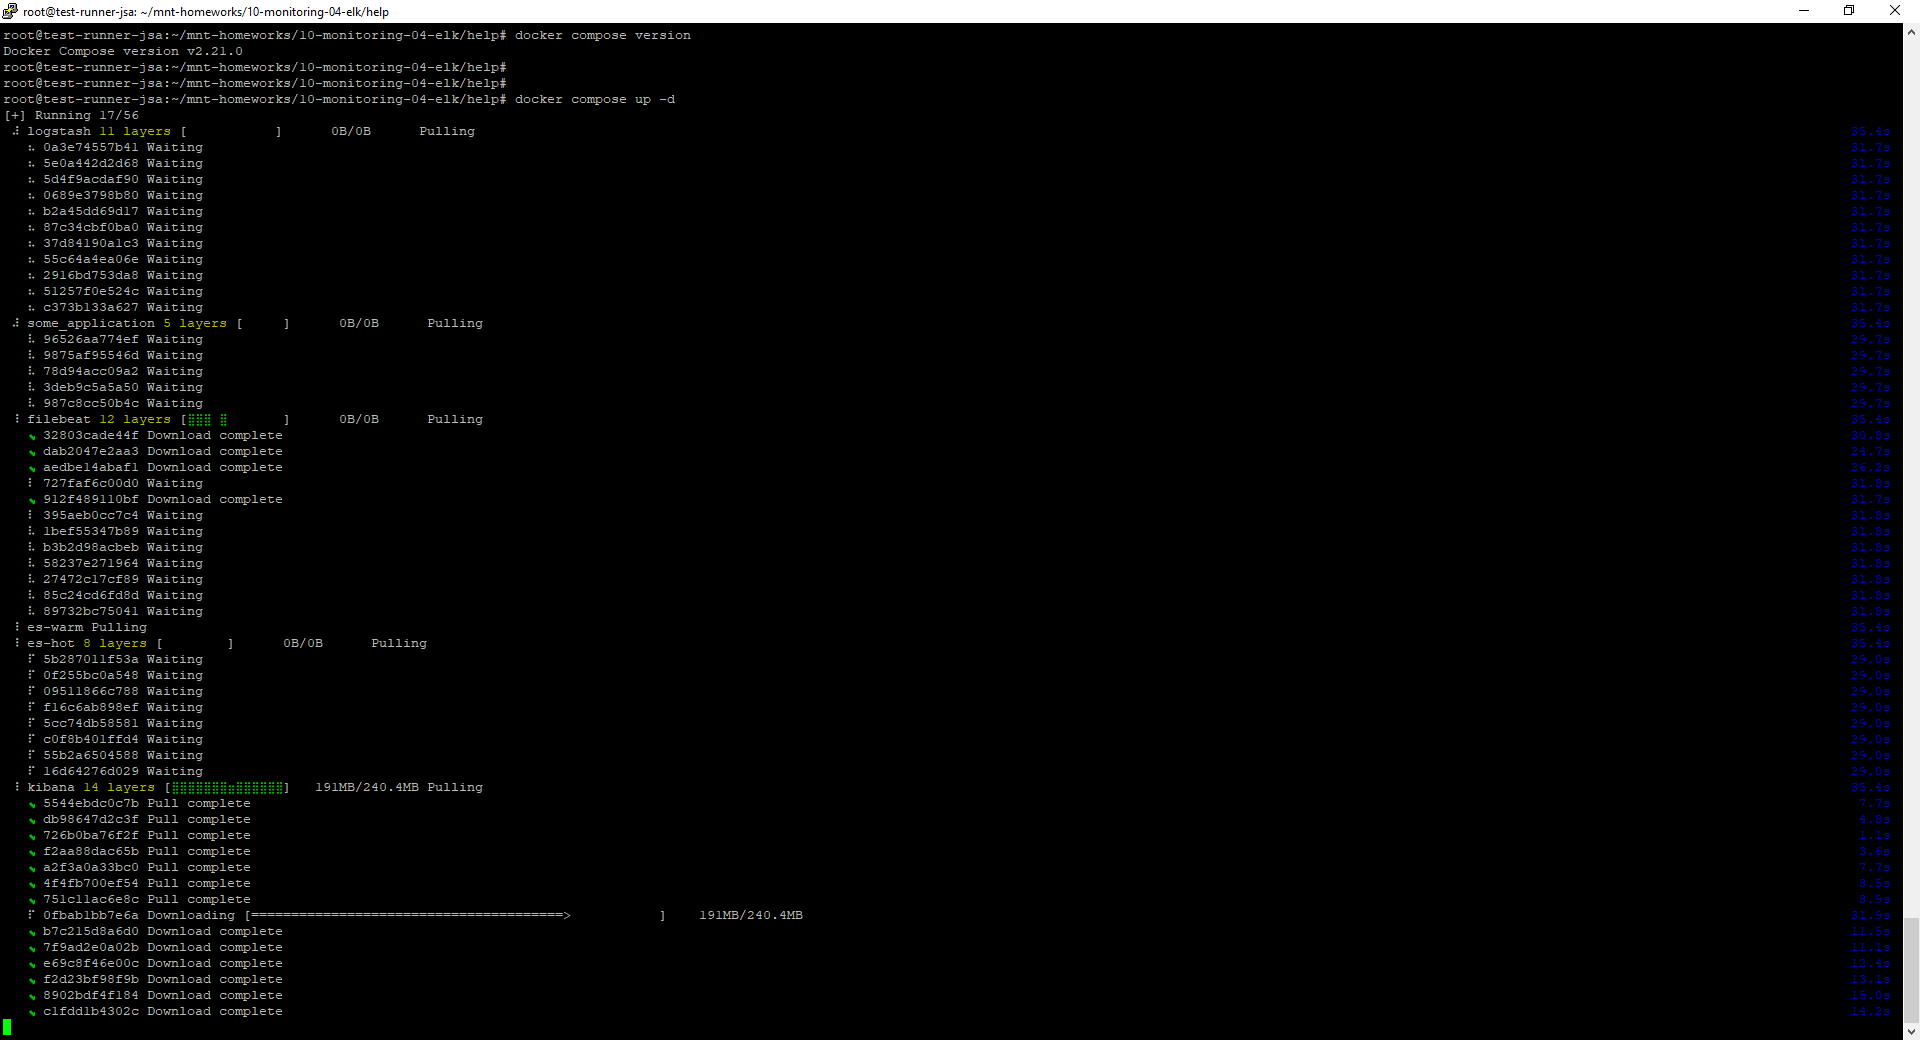 root@test-runner-jsa: ~/mnt-homeworks/10-monitoring-04-elk/help
root@test-runner-jsa:~/mnt-homeworks/10-monitoring-04-elk/help# docker compose version
Docker Compose version v2.21.0
root@test-runner-jsa:~/mnt-homeworks/10-monitoring-04-elk/help#
root@test-runner-jsa:~/mnt-homeworks/10-monitoring-04-elk/help#
root@test-runner-jsa:~/mnt-homeworks/10-monitoring-04-elk/help# docker compose up -d
[+] Running 17/56
⠼ logstash 11 layers [           ]      0B/0B      Pulling 35.4s
0a3e74557b41 Waiting 31.7s
5e0a442d2d68 Waiting 31.7s
5d4f9acdaf90 Waiting 31.7s
0689e3798b80 Waiting 31.7s
b2a45dd69d17 Waiting 31.7s
87c34cbf0ba0 Waiting 31.7s
37d84190a1c3 Waiting 31.7s
55c64a4ea06e Waiting 31.7s
2916bd753da8 Waiting 31.7s
51257f0e524c Waiting 31.7s
c373b133a627 Waiting 31.7s
⠼ some_application 5 layers [     ]      0B/0B      Pulling 35.4s
96526aa774ef Waiting 29.7s
9875af95546d Waiting 29.7s
78d94acc09a2 Waiting 29.7s
3deb9c5a5a50 Waiting 29.7s
987c8cc50b4c Waiting 29.7s
⠸ filebeat 12 layers [⣿⣿⣿ ⣿       ]      0B/0B      Pulling 35.4s
32803cade44f Download complete 30.8s
dab2047e2aa3 Download complete 24.7s
aedbe14abaf1 Download complete 26.2s
727faf6c00d0 Waiting 31.8s
912f489110bf Download complete 31.7s
395aeb0cc7c4 Waiting 31.8s
1bef55347b89 Waiting 31.8s
b3b2d98acbeb Waiting 31.8s
58237e271964 Waiting 31.8s
27472c17cf89 Waiting 31.8s
85c24cd6fd8d Waiting 31.8s
89732bc75041 Waiting 31.8s
es-warm Pulling 35.4s
es-hot 8 layers [        ]      0B/0B      Pulling 35.4s
5b287011f53a Waiting 29.0s
0f255bc0a548 Waiting 29.0s
09511866c788 Waiting 29.0s
f16c6ab898ef Waiting 29.0s
5cc74db58581 Waiting 29.0s
c0f8b401ffd4 Waiting 29.0s
55b2a6504588 Waiting 29.0s
16d64276d029 Waiting 29.0s
kibana 14 layers [⣿⣿⣿⣿⣿⣿⣿⣶⣿⣿⣿⣿⣿⣿]   191MB/240.4MB Pulling 35.4s
5544ebdc0c7b Pull complete 7.7s
db98647d2c3f Pull complete 4.8s
726b0ba76f2f Pull complete 1.1s
f2aa88dac65b Pull complete 3.6s
a2f3a0a33bc0 Pull complete 7.7s
4f4fb700ef54 Pull complete 8.5s
751c11ac6e8c Pull complete 8.9s
0fbab1bb7e6a Downloading [=======================================>           ]    191MB/240.4MB 31.9s
b7c215d8a6d0 Download complete 11.5s
7f9ad2e0a02b Download complete 11.1s
e69c8f46e00c Download complete 12.4s
f2d23bf98f9b Download complete 13.1s
8902bdf4f184 Download complete 15.0s
c1fdd1b4302c Download complete 14.2s